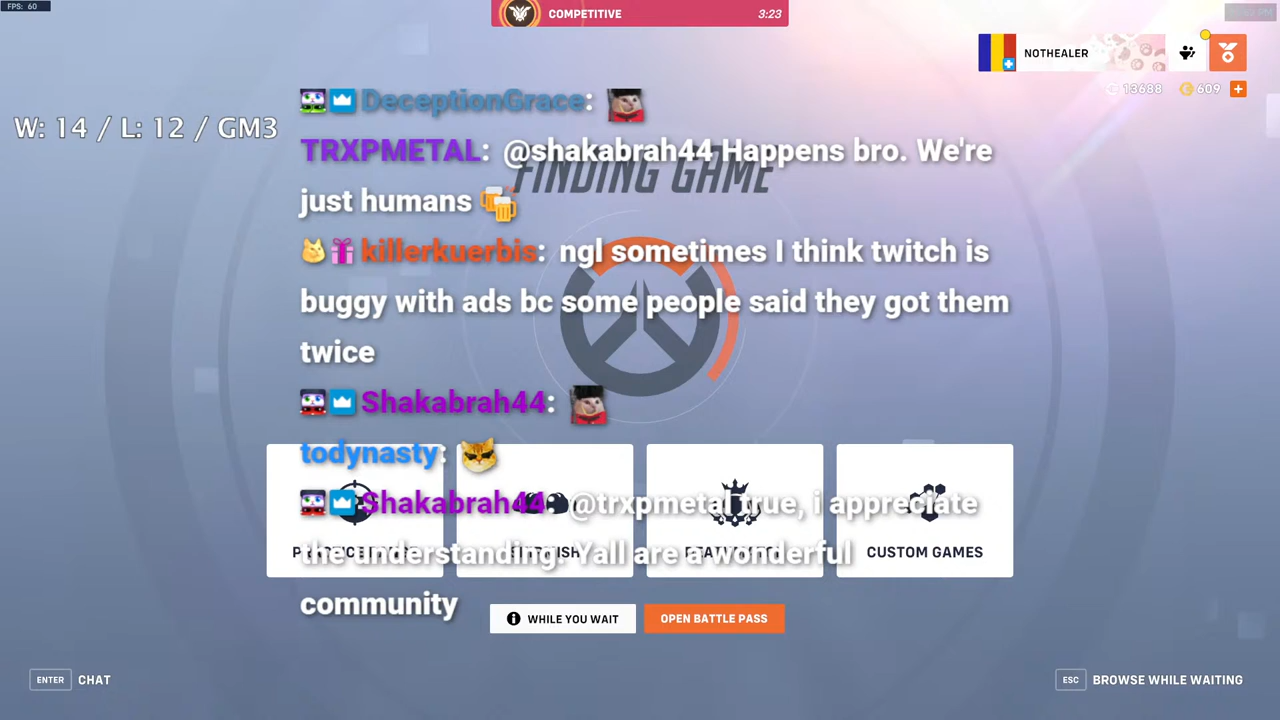 FPS: 60
COMPETITIVE 3:23
NOTHEALER
13688 609
W: 14 / L: 12 / GM3
DeceptionGrace:
TRXPMETAL: @shakabrah44 Happens bro. We're
FINDING GAME
just humans
killerkuerbis: ngl sometimes I think twitch is
buggy with ads bc some people said they got them
twice
Shakabrah44:
todynasty:
Shakabrah44: @trxpmetal true, i appreciate
the understanding. Yall are a wonderful
CUSTOM GAMES
community
WHILE YOU WAIT OPEN BATTLE PASS
ENTER CHAT
ESC BROWSE WHILE WAITING